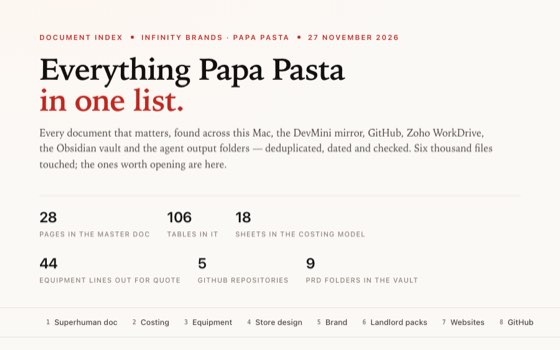 DOCUMENT INDEX • INFINITY BRANDS · PAPA PASTA • 27 NOVEMBER 2026
Everything Papa Pasta
in one list.
Every document that matters, found across this Mac, the DevMini mirror, GitHub, Zoho WorkDrive,
the Obsidian vault and the agent output folders — deduplicated, dated and checked. Six thousand files
touched; the ones worth opening are here.
28 106 18
PAGES IN THE MASTER DOC TABLES IN IT SHEETS IN THE COSTING MODEL
44 5 9
EQUIPMENT LINES OUT FOR QUOTE GITHUB REPOSITORIES PRD FOLDERS IN THE VAULT
1 Superhuman doc 2 Costing 3 Equipment 4 Store design 5 Brand 6 Landlord packs 7 Websites 8 GitHub